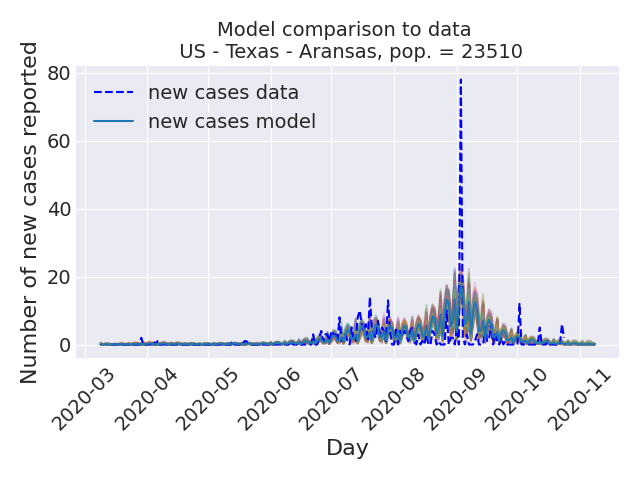 Model comparison to data
US - Texas - Aransas, pop. = 23510
Number of new cases reported
80
60
40
20
0
new cases data
new cases model
2020-03
2020-04
2020-05
2020-06
2020-07
2020-08
2020-09
2020-10
2020-11
Day